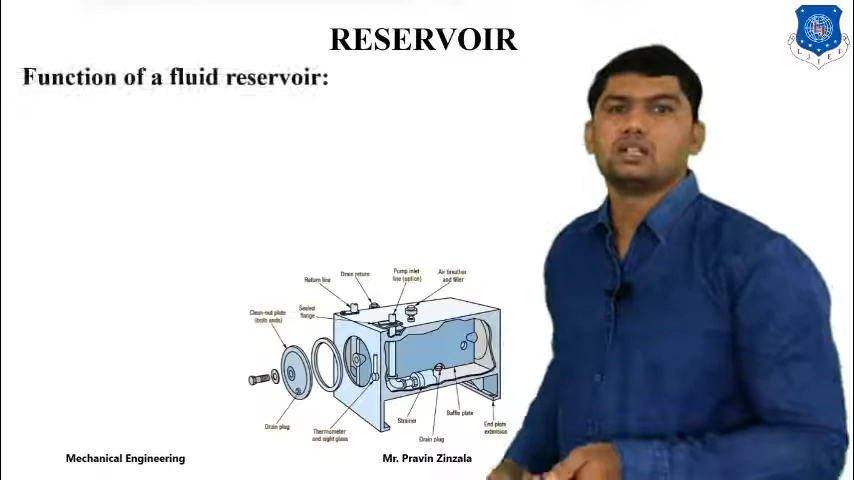 RESERVOIR
Function of a fluid reservoir:
L J I E T
Return line
Drain return
Pump inlet
line (option)
Air breather
and filler
Clean-out plate
(both ends)
Sealed
flange
Drain plug
Thermometer
and sight glass
Strainer
Drain plug
Baffle plate
End plate
extension
Mechanical Engineering
Mr. Pravin Zinzala